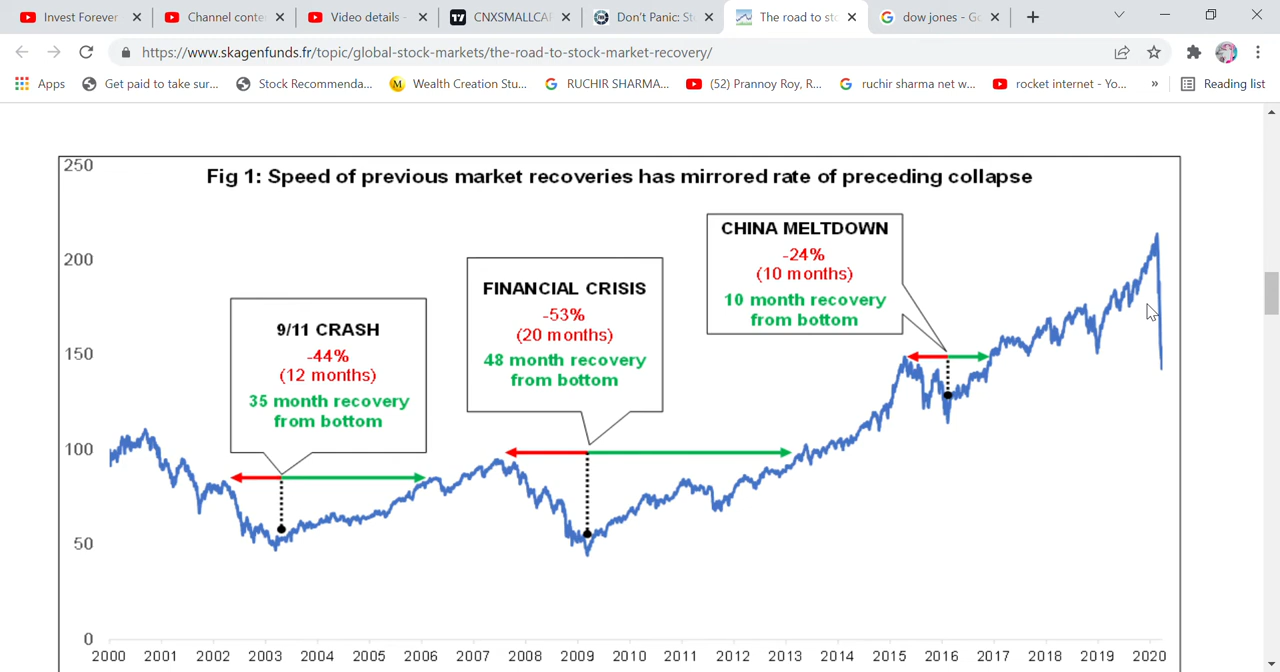 Invest Forever
Channel conte
Video details -
CNXSMALLCA
Don't Panic: St
The road to sto
dow jones - Go
https://www.skagenfunds.fr/topic/global-stock-markets/the-road-to-stock-market-recovery/
Apps
Get paid to take sur...
Stock Recommenda...
Wealth Creation Stu...
RUCHIR SHARMA...
(52) Prannoy Roy, R...
ruchir sharma net w...
rocket internet - Yo...
»
Reading list
Fig 1: Speed of previous market recoveries has mirrored rate of preceding collapse
250
200
150
100
50
0
9/11 CRASH
-44%
(12 months)
35 month recovery
from bottom
FINANCIAL CRISIS
-53%
(20 months)
48 month recovery
from bottom
CHINA MELTDOWN
-24%
(10 months)
10 month recovery
from bottom
2000 2001 2002 2003 2004 2005 2006 2007 2008 2009 2010 2011 2012 2013 2014 2015 2016 2017 2018 2019 2020